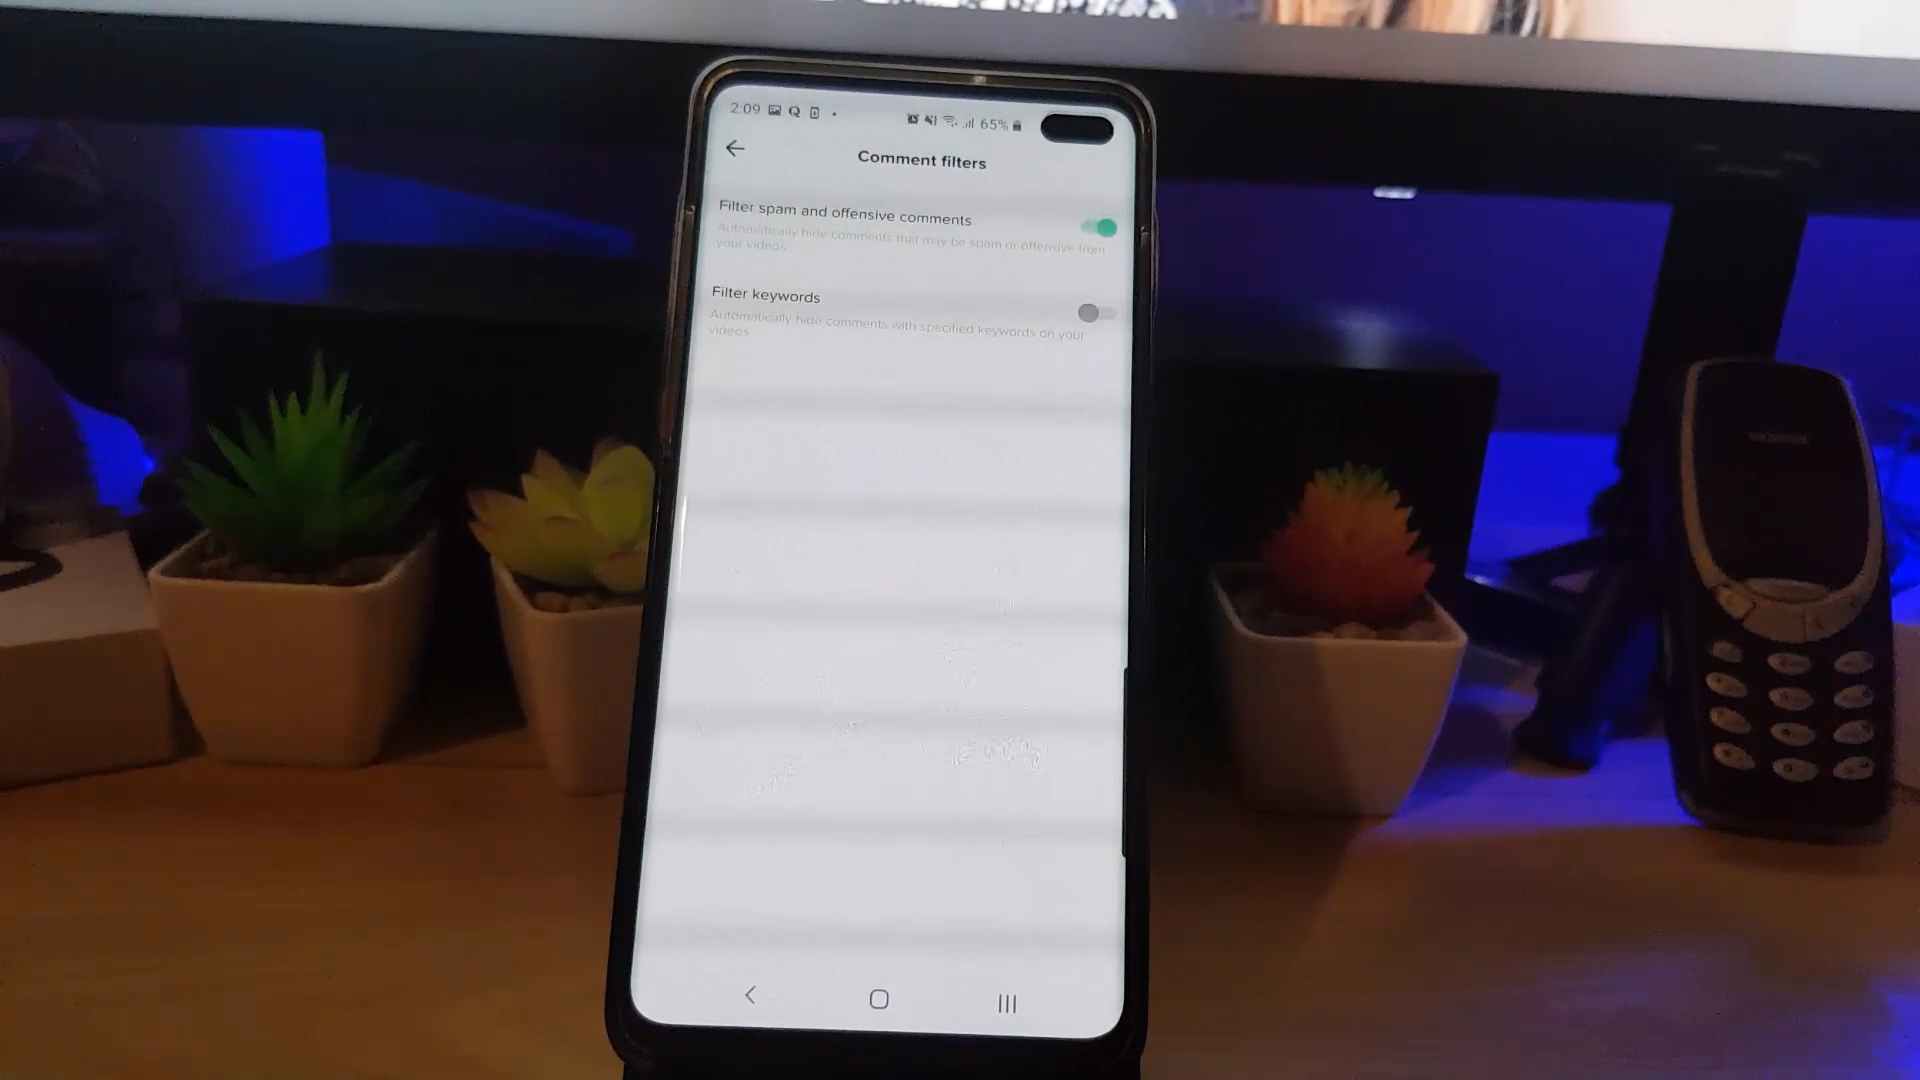 2:09 65%
Comment filters
Filter spam and offensive comments
Automatically hide comments that may be spam or offensive from
your videos
Filter keywords
Automatically hide comments with specified keywords on your
videos
NOKIA